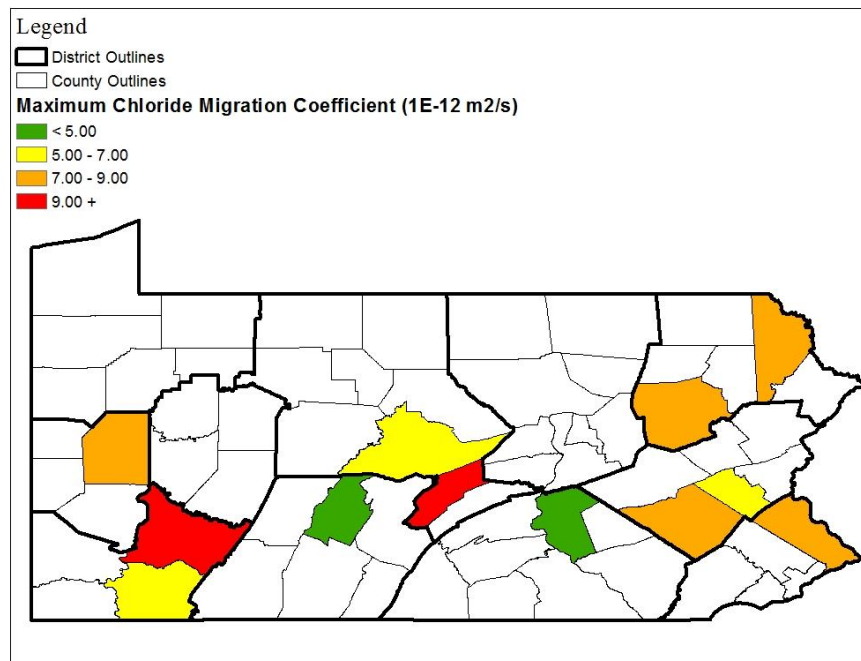 Legend
District Outlines
County Outlines
Maximum Chloride Migration Coefficient (1E-12 m2/s)
< 5.00
5.00 - 7.00
7.00 - 9.00
9.00 +